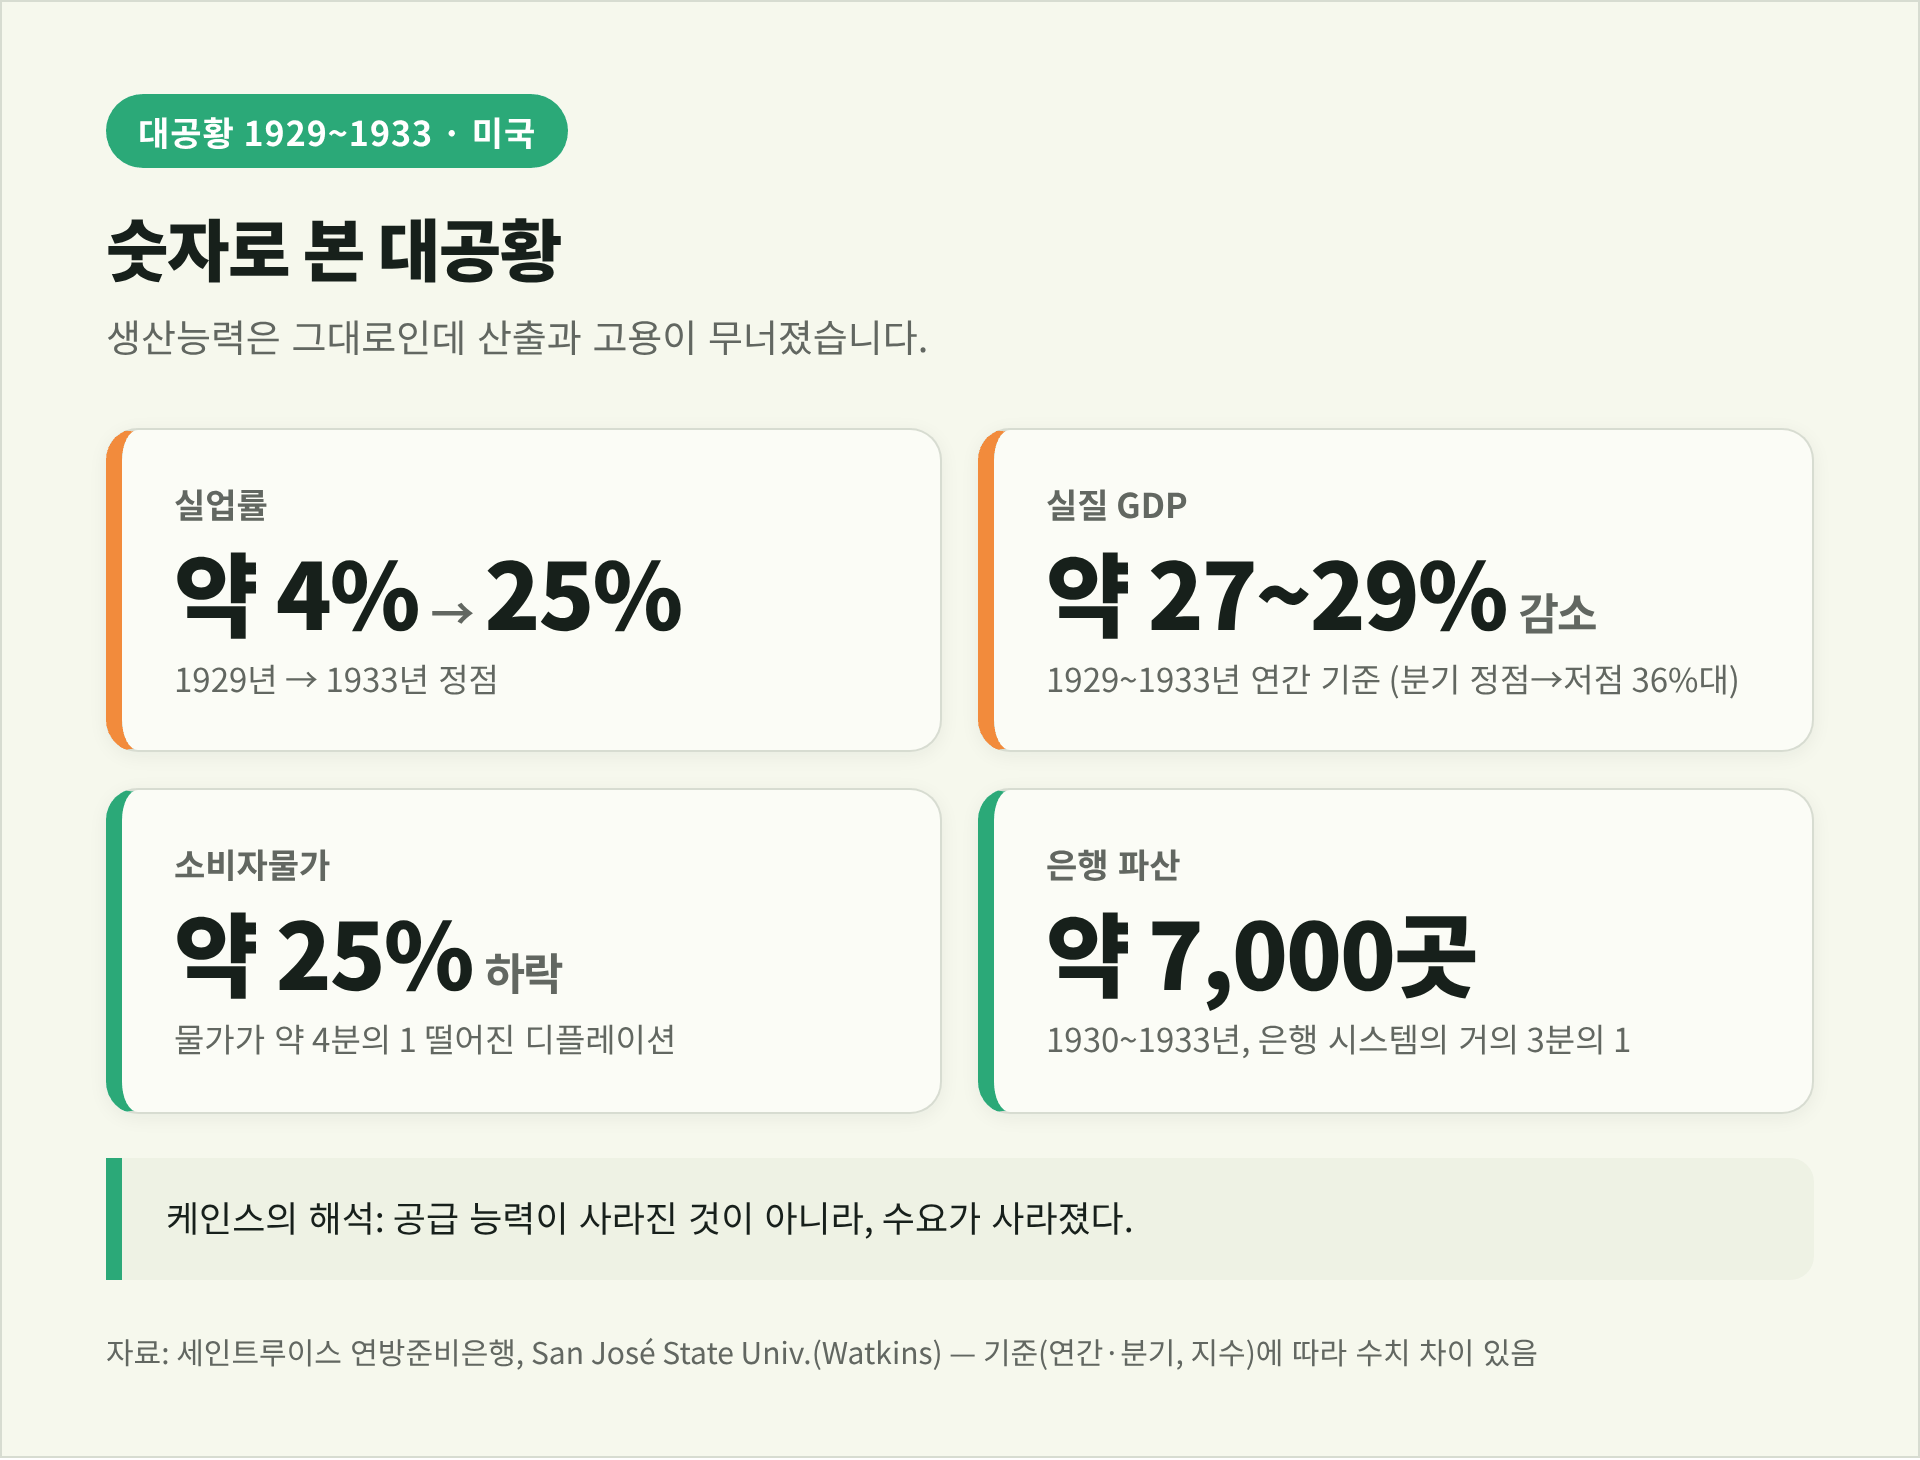 대공황 1929~1933 · 미국
숫자로 본 대공황
생산능력은 그대로인데 산출과 고용이 무너졌습니다.
실업률
약 4% → 25%
1929년 → 1933년 정점
실질 GDP
약 27~29% 감소
1929~1933년 연간 기준 (분기 정점→저점 36%대)
소비자물가
약 25% 하락
물가가 약 4분의 1 떨어진 디플레이션
은행 파산
약 7,000곳
1930~1933년, 은행 시스템의 거의 3분의 1
케인스의 해석: 공급 능력이 사라진 것이 아니라, 수요가 사라졌다.
자료: 세인트루이스 연방준비은행, San José State Univ.(Watkins) — 기준(연간·분기, 지수)에 따라 수치 차이 있음